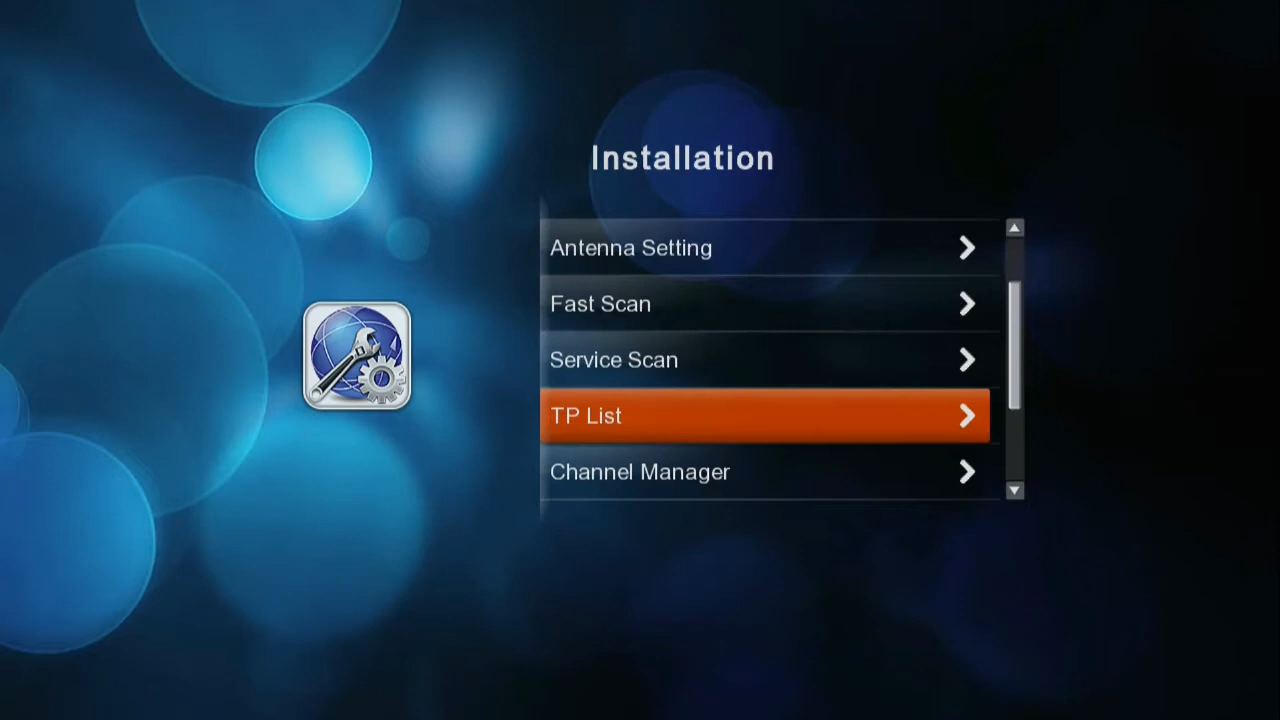 Installation
Antenna Setting
Fast Scan
Service Scan
TP List
Channel Manager